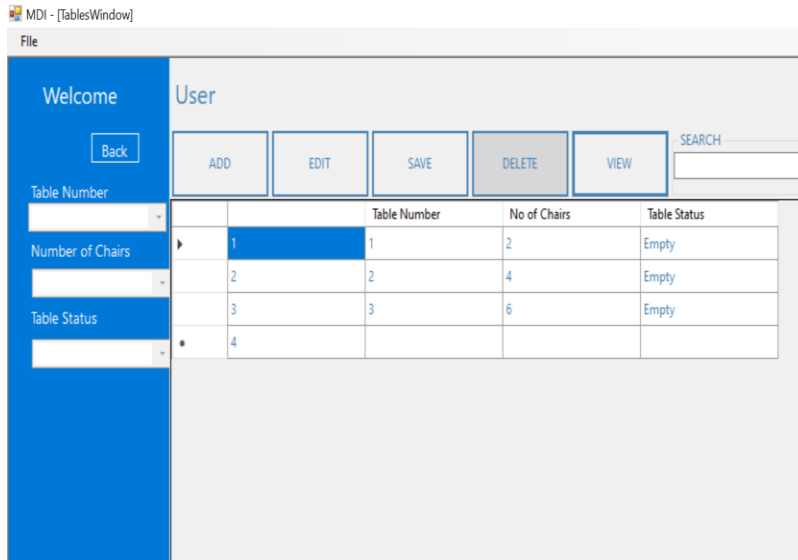 MDI - [TablesWindow]
FIle
Welcome
User
Back
ADD
EDIT
SAVE
DELETE
VIEW
SEARCH
Table Number
Number of Chairs
Table Status
Table Number No of Chairs Table Status
1 1 2 Empty
2 2 4 Empty
3 3 6 Empty
4